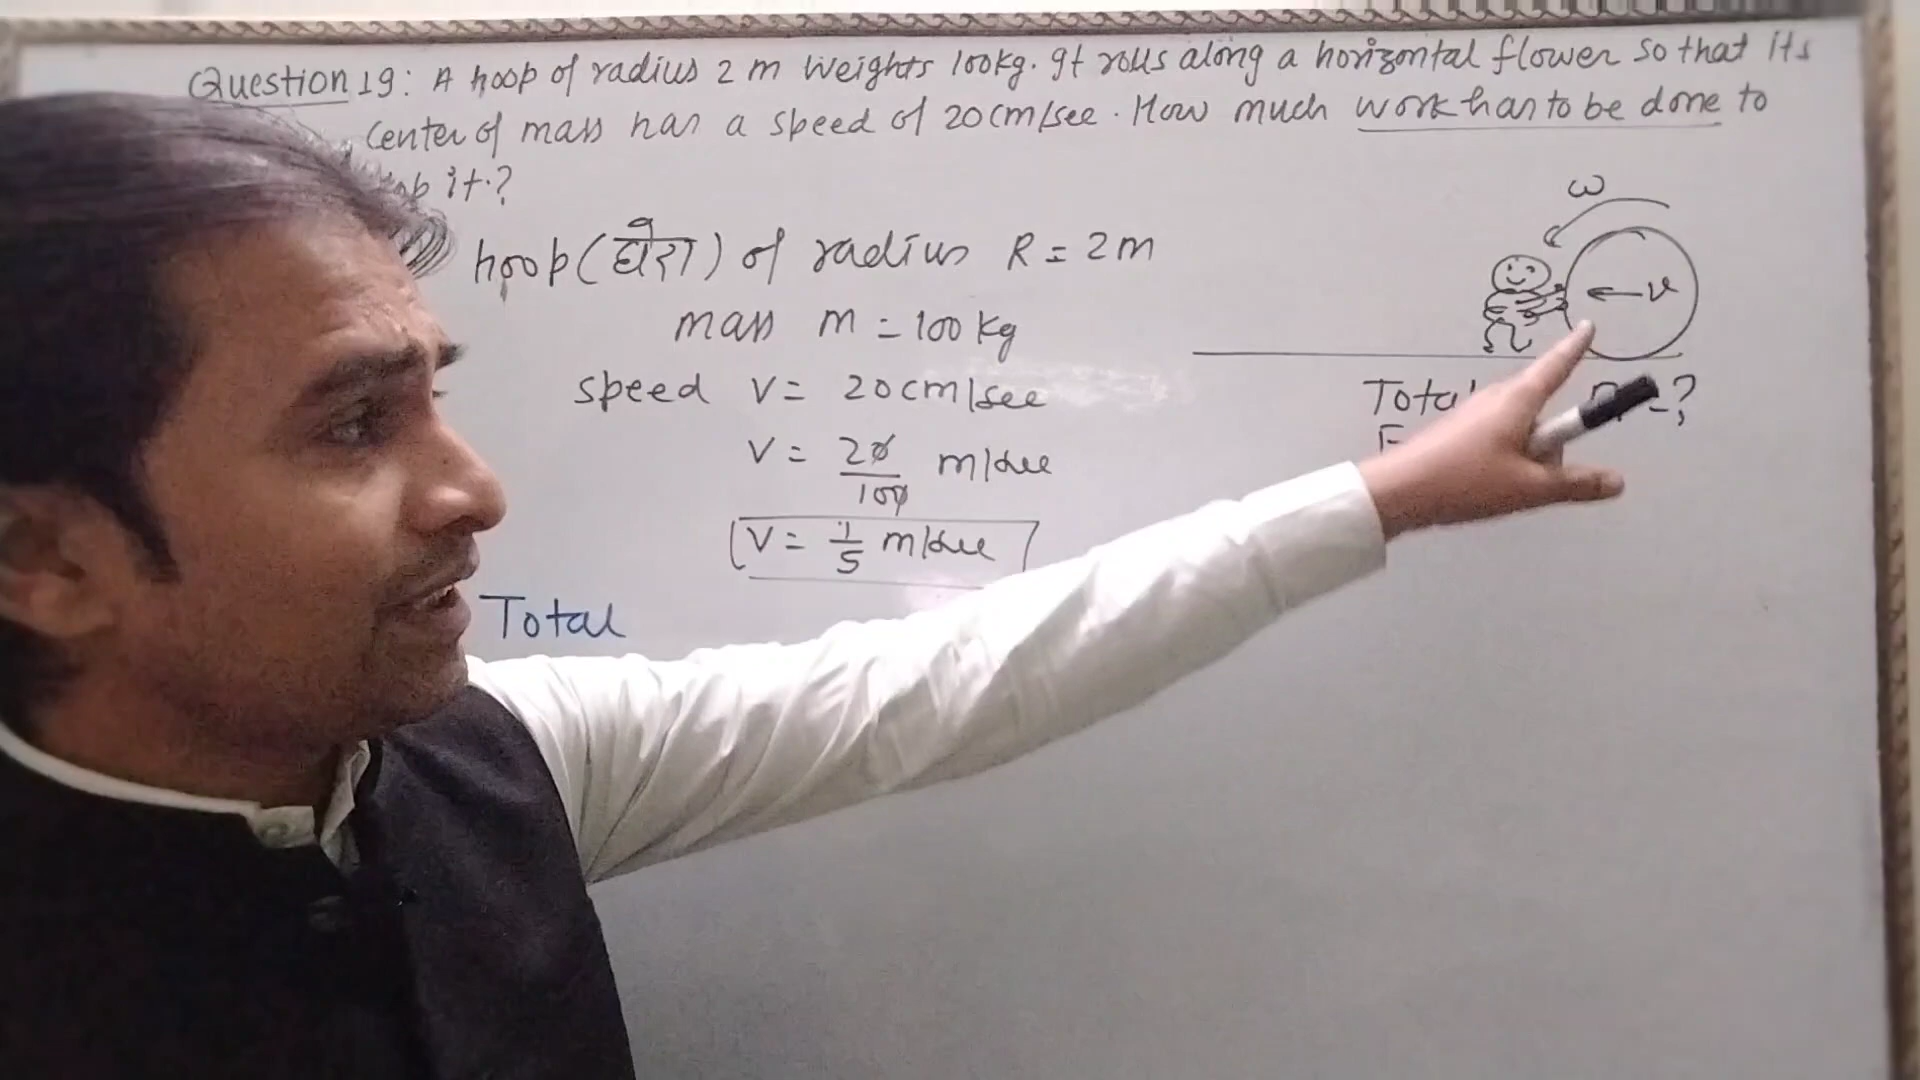 Question 19: A hoop of radius 2 m Weights 100kg. It rolls along a horizontal flower so that its
center of mass has a speed of 20cm/sec. How much work has to be done to
it.?
ω
hoop (घेरा) of radius R = 2m
v
mass m = 100 kg
speed v = 20cm/sec
Total = ?
v = 20/100 m/sec
v = 1/5 m/sec
Total